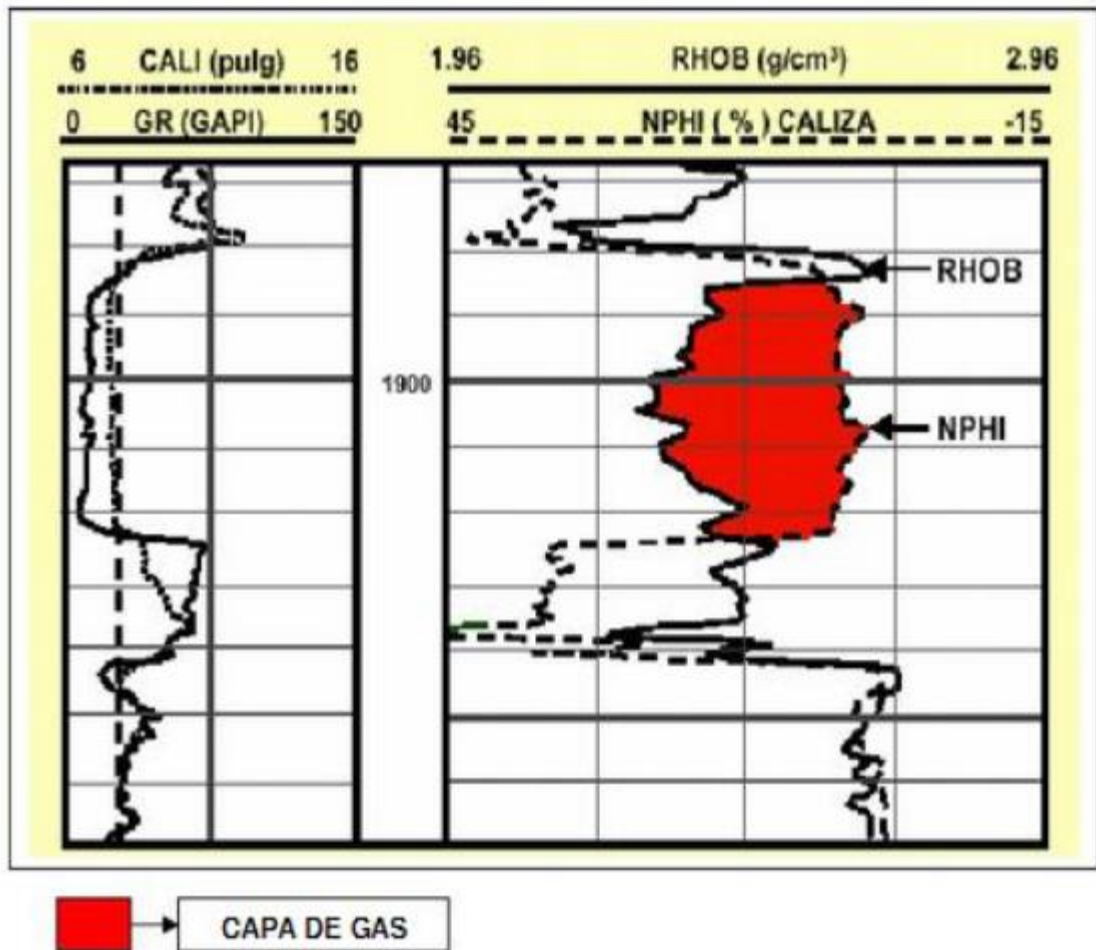 6 CALI (pulg) 16 1.96 RHOB (g/cm³) 2.96
0 GR (GAPI) 150 45 NPHI ( % ) CALIZA -15
RHOB
1900
NPHI
CAPA DE GAS